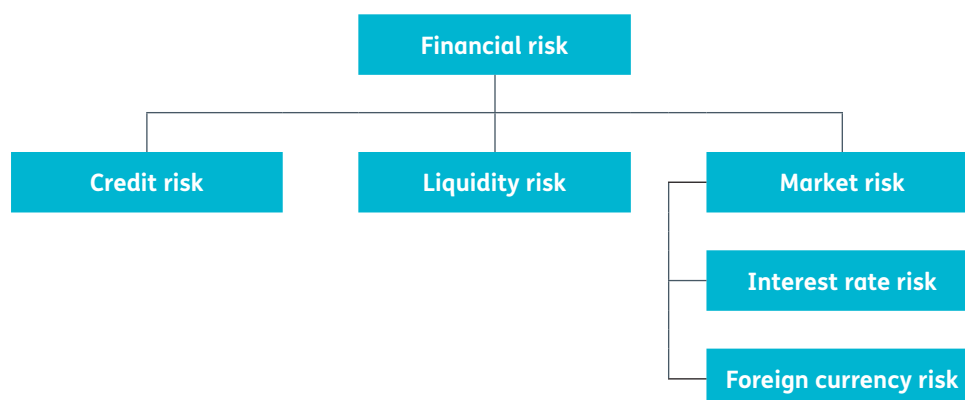 Financial risk
Credit risk
Liquidity risk
Market risk
Interest rate risk
Foreign currency risk